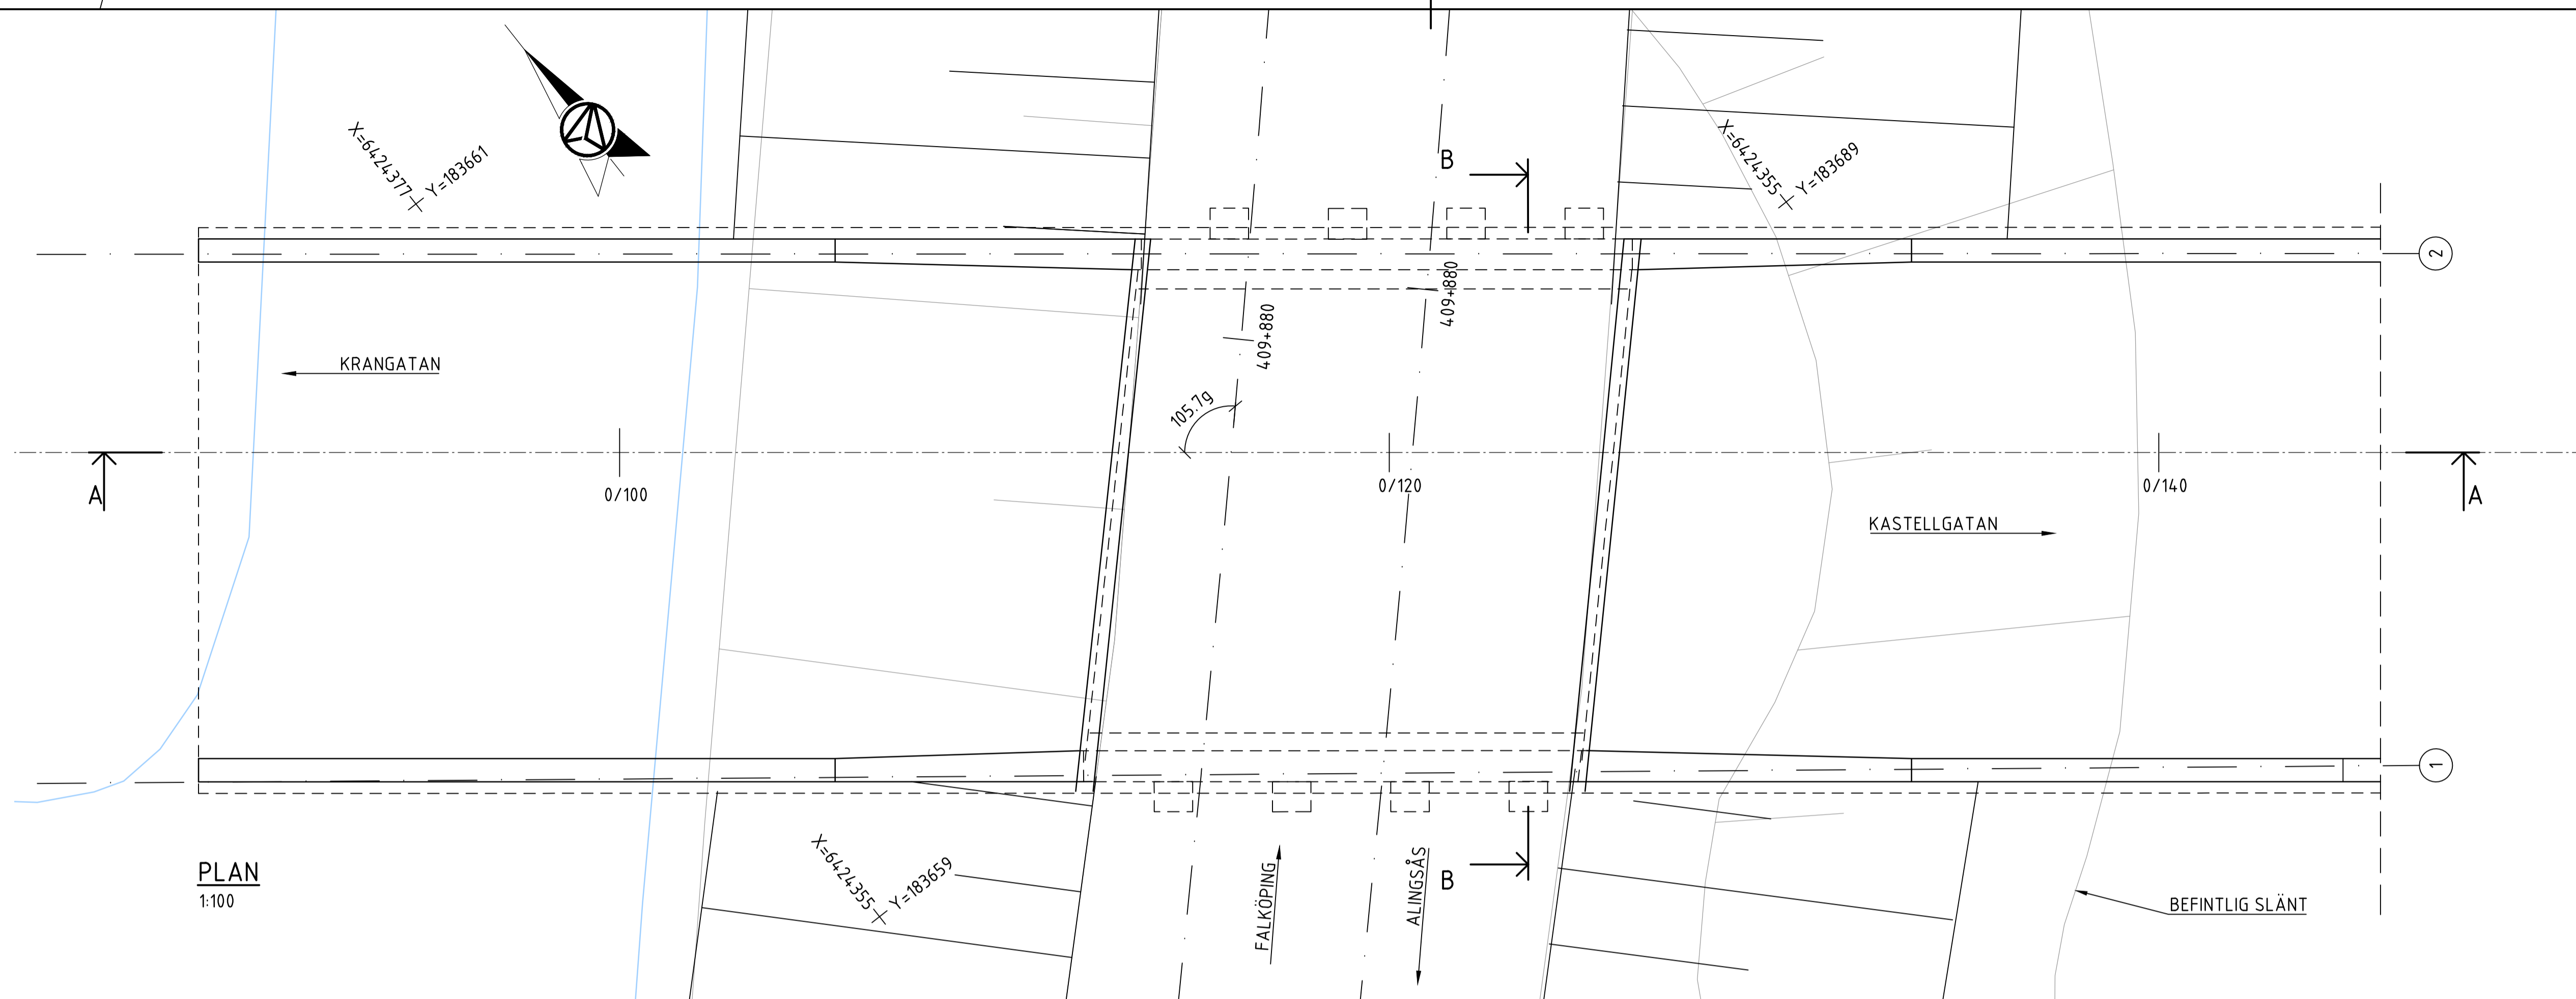 X=6424377
Y=183661
X=6424355
Y=183689
B
2
409+880
409+880
KRANGATAN
105.7g
A
0/100
0/120
0/140
A
KASTELLGATAN
1
PLAN
1:100
X=6424355
Y=183659
FALKÖPING
ALINGSÅS
B
BEFINTLIG SLÄNT